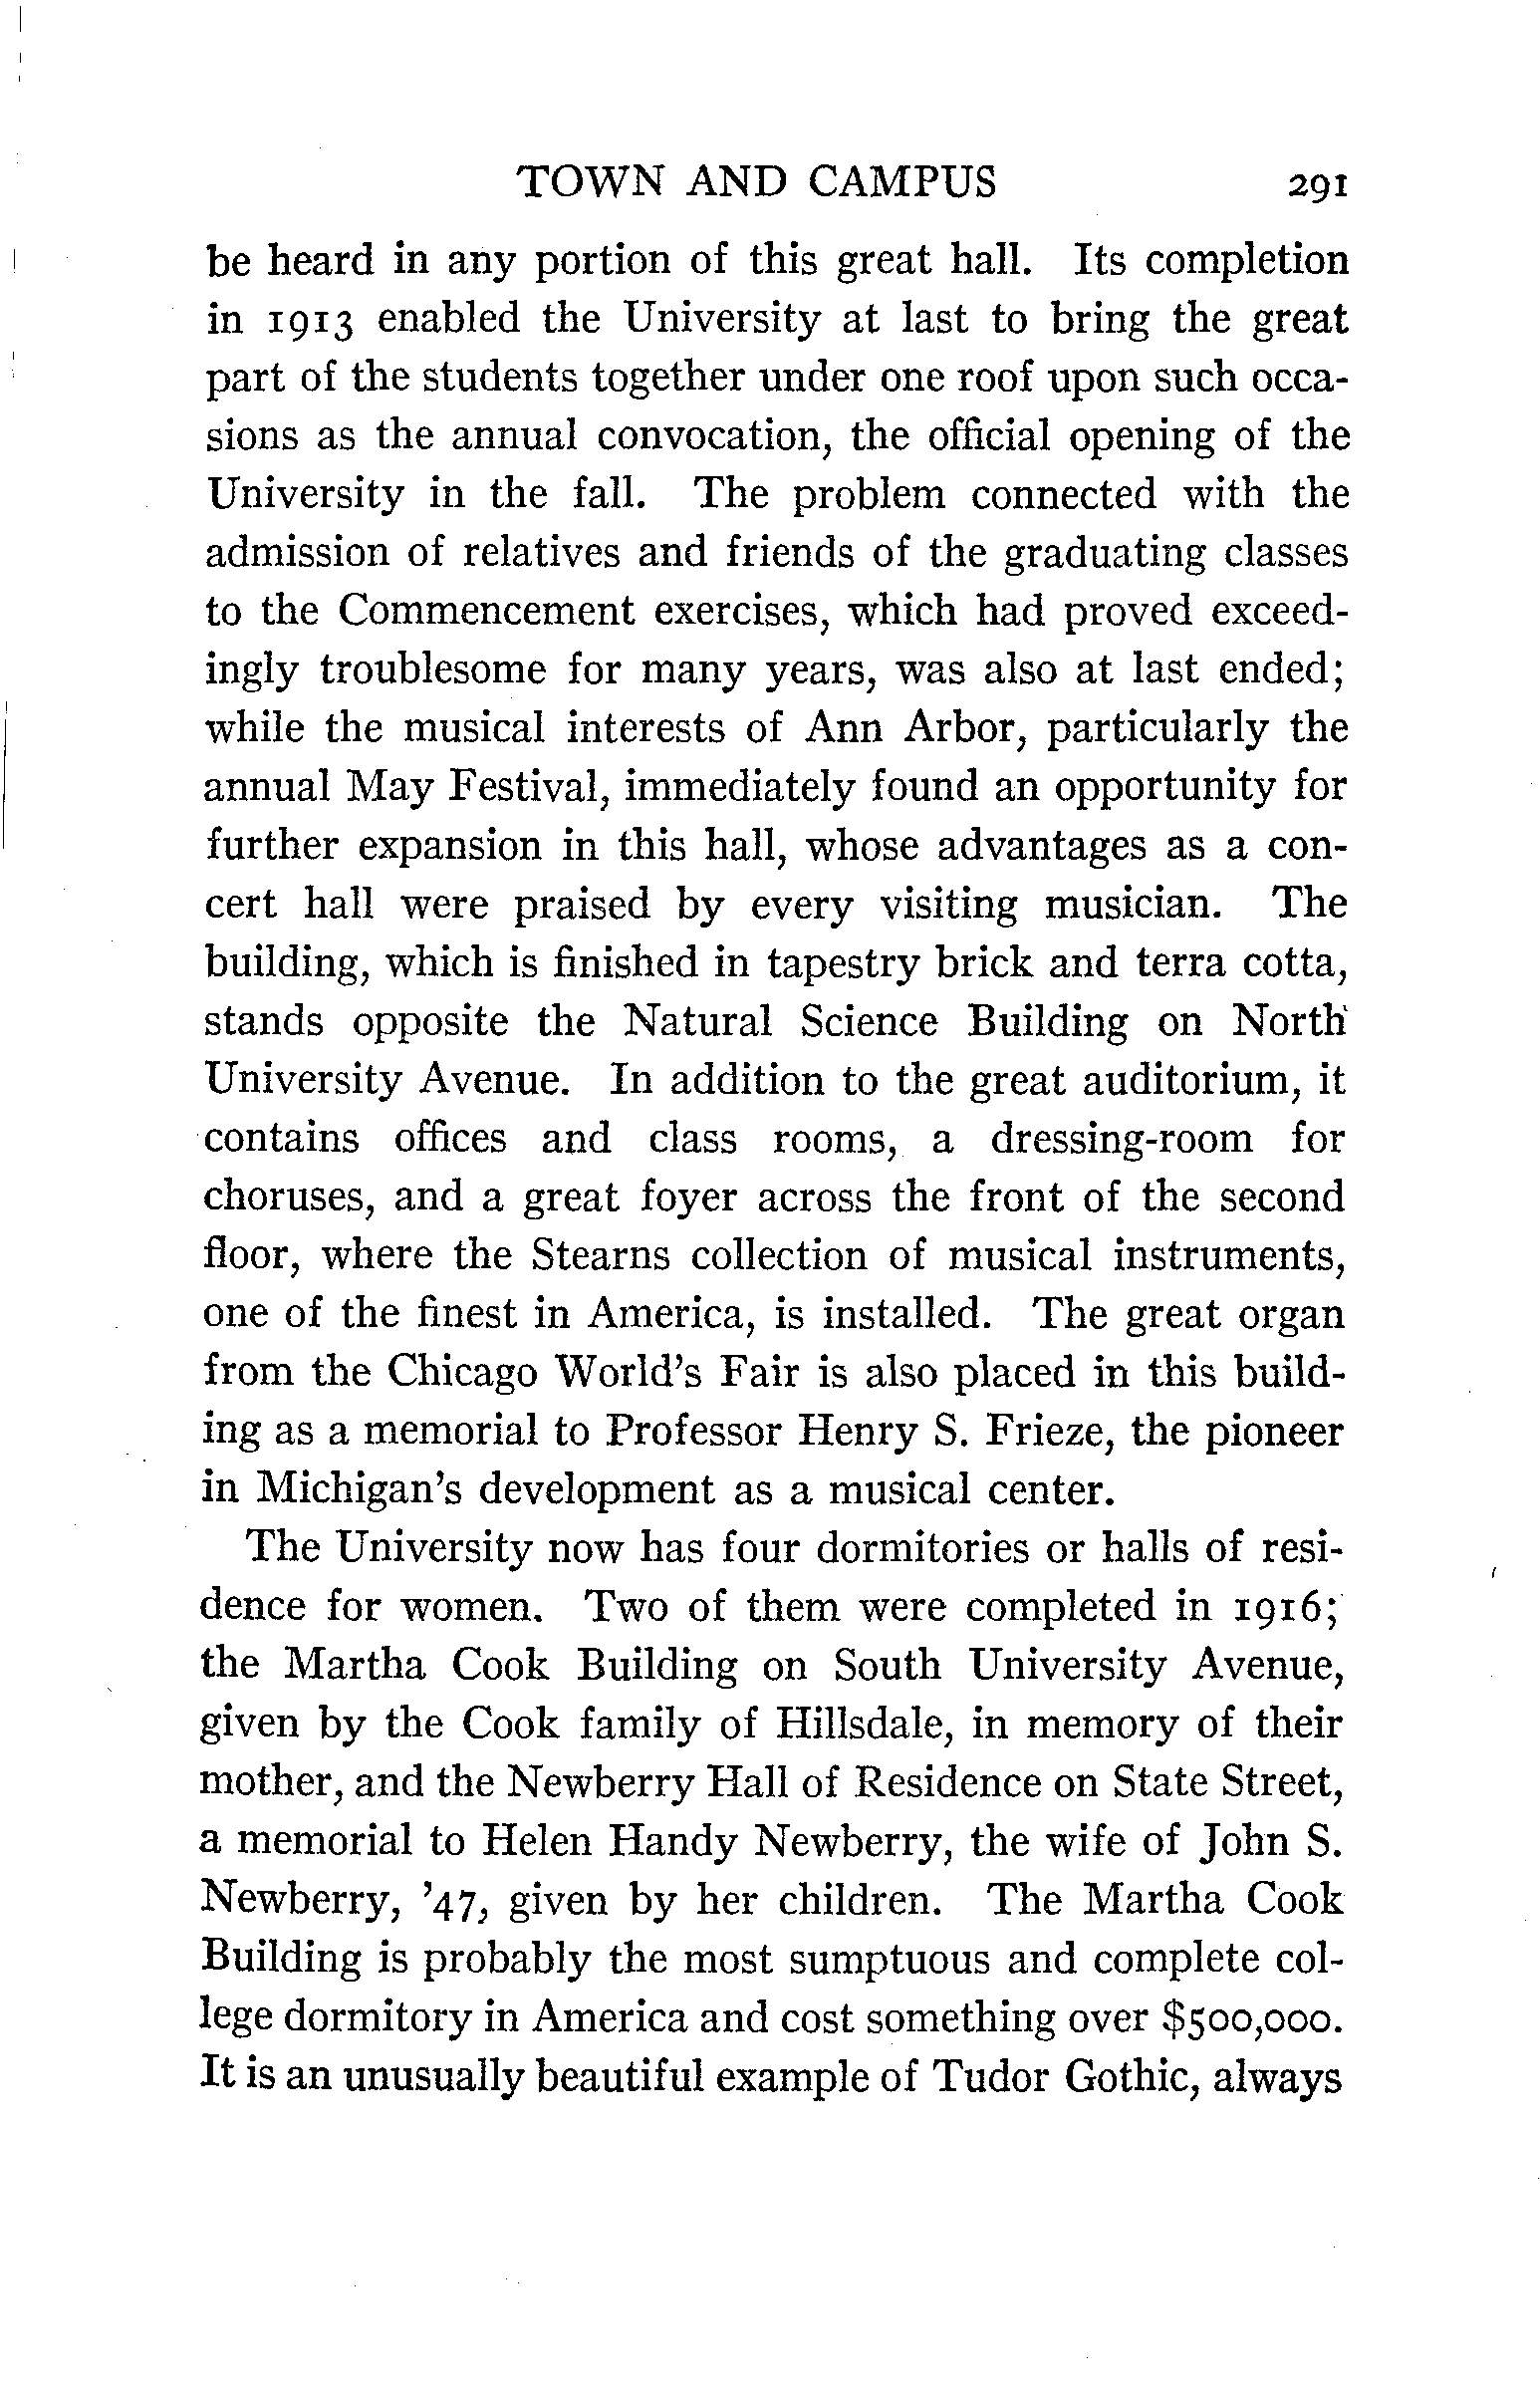 TOWN AND CAMPUS 291
be heard in any portion of this great hall. Its completion
in 1913 enabled the University at last to bring the great
part of the students together under one roof upon such occa-
sions as the annual convocation, the official opening of the
University in the fall. The problem connected with the
admission of relatives and friends of the graduating classes
to the Commencement exercises, which had proved exceed-
ingly troublesome for many years, was also at last ended;
while the musical interests of Ann Arbor, particularly the
annual May Festival, immediately found an opportunity for
further expansion in this hall, whose advantages as a con-
cert hall were praised by every visiting musician. The
building, which is finished in tapestry brick and terra cotta,
stands opposite the Natural Science Building on North
University Avenue. In addition to the great auditorium, it
contains offices and class rooms, a dressing-room for
choruses, and a great foyer across the front of the second
floor, where the Stearns collection of musical instruments,
one of the finest in America, is installed. The great organ
from the Chicago World's Fair is also placed in this build-
ing as a memorial to Professor Henry S. Frieze, the pioneer
in Michigan's development as a musical center.
The University now has four dormitories or halls of resi-
dence for women. Two of them were completed in 1916;
the Martha Cook Building on South University Avenue,
given by the Cook family of Hillsdale, in memory of their
mother, and the Newberry Hall of Residence on State Street,
a memorial to Helen Handy Newberry, the wife of John S.
Newberry, '47, given by her children. The Martha Cook
Building is probably the most sumptuous and complete col-
lege dormitory in America and cost something over $500,000.
It is an unusually beautiful example of Tudor Gothic, always